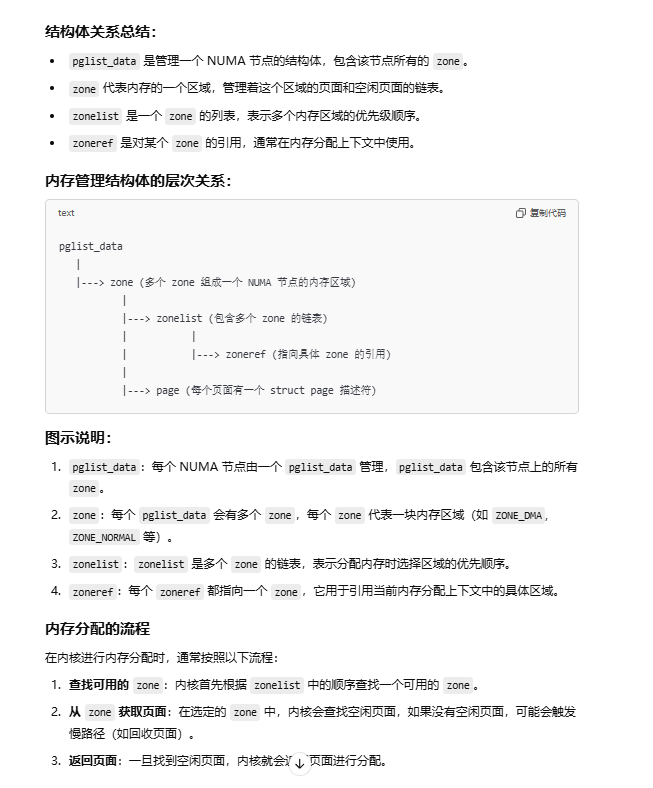 结构体关系总结：
• pglist_data 是管理一个 NUMA 节点的结构体，包含该节点所有的 zone。
• zone 代表内存的一个区域，管理着这个区域的页面和空闲页面的链表。
• zonelist 是一个 zone 的列表，表示多个内存区域的优先级顺序。
• zoneref 是对某个 zone 的引用，通常在内存分配上下文中使用。
内存管理结构体的层次关系：
text 复制代码
pglist_data
|
|---> zone (多个 zone 组成一个 NUMA 节点的内存区域)
|
|---> zonelist (包含多个 zone 的链表)
| |
| |---> zoneref (指向具体 zone 的引用)
|
|---> page (每个页面有一个 struct page 描述符)
图示说明：
1. pglist_data：每个 NUMA 节点由一个 pglist_data 管理，pglist_data 包含该节点上的所有
zone。
2. zone：每个 pglist_data 会有多个 zone，每个 zone 代表一块内存区域（如 ZONE_DMA，
ZONE_NORMAL 等）。
3. zonelist：zonelist 是多个 zone 的链表，表示分配内存时选择区域的优先顺序。
4. zoneref：每个 zoneref 都指向一个 zone，它用于引用当前内存分配上下文中的具体区域。
内存分配的流程
在内核进行内存分配时，通常按照以下流程：
1. 查找可用的 zone：内核首先根据 zonelist 中的顺序查找一个可用的 zone。
2. 从 zone 获取页面：在选定的 zone 中，内核会查找空闲页面，如果没有空闲页面，可能会触发
慢路径（如回收页面）。
3. 返回页面：一旦找到空闲页面，内核就会页面进行分配。